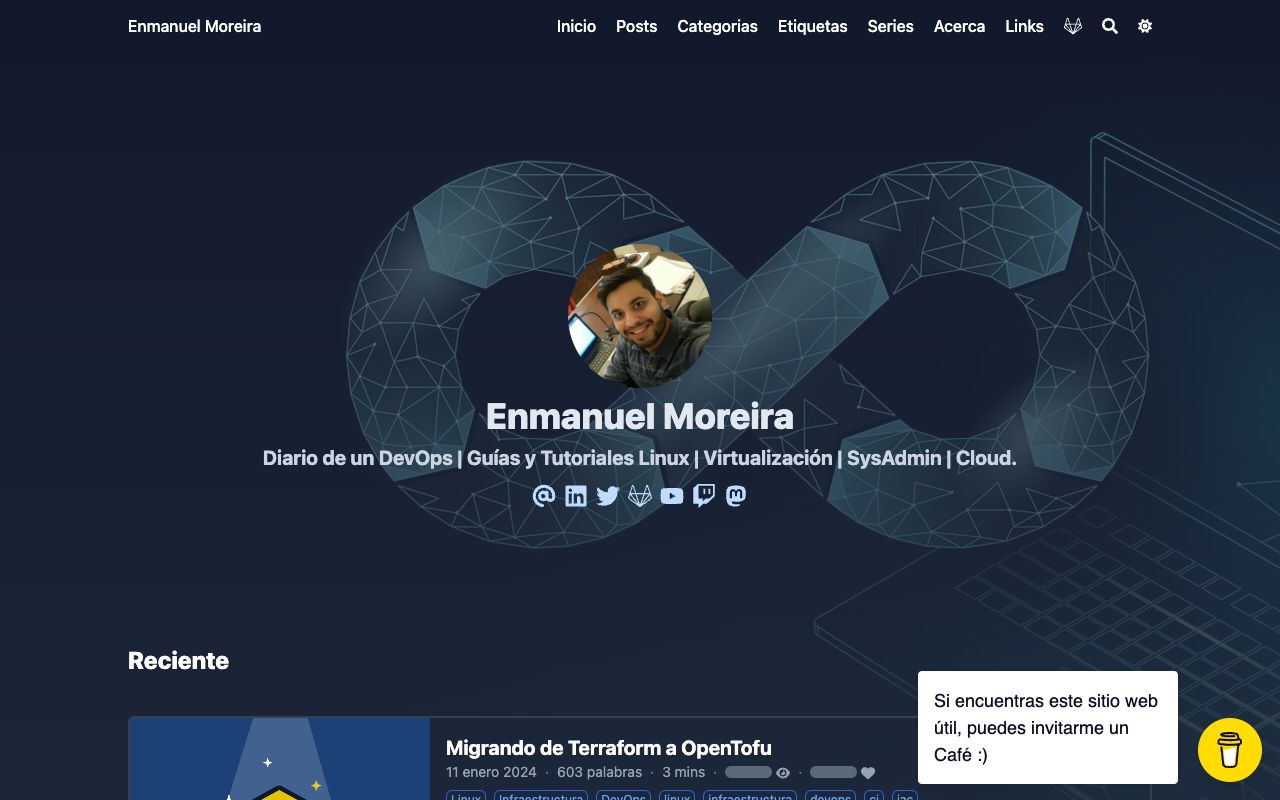 Enmanuel Moreira
Inicio Posts Categorias Etiquetas Series Acerca Links
Enmanuel Moreira
Diario de un DevOps | Guías y Tutoriales Linux | Virtualización | SysAdmin | Cloud.
Reciente
Migrando de Terraform a OpenTofu
11 enero 2024 · 603 palabras · 3 mins · ·
Linux Infraestructura DevOps linux infraestructura devops ci iac
Si encuentras este sitio web
útil, puedes invitarme un
Café :)